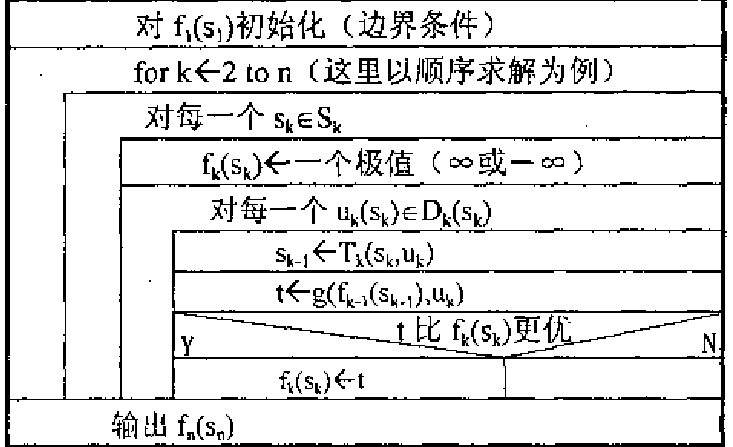 对 f₁(s₁)初始化（边界条件）
for k←2 to n（这里以顺序求解为例）
对每一个 sₖ∈Sₖ
fₖ(sₖ)←一个极值（∞或－∞）
对每一个 uₖ(sₖ)∈Dₖ(sₖ)
sₖ₋₁←Tₖ(sₖ,uₖ)
t←g(fₖ₋₁(sₖ₋₁),uₖ)
t 比 fₖ(sₖ)更优
Y N
fₖ(sₖ)←t
输出 fₙ(sₙ)